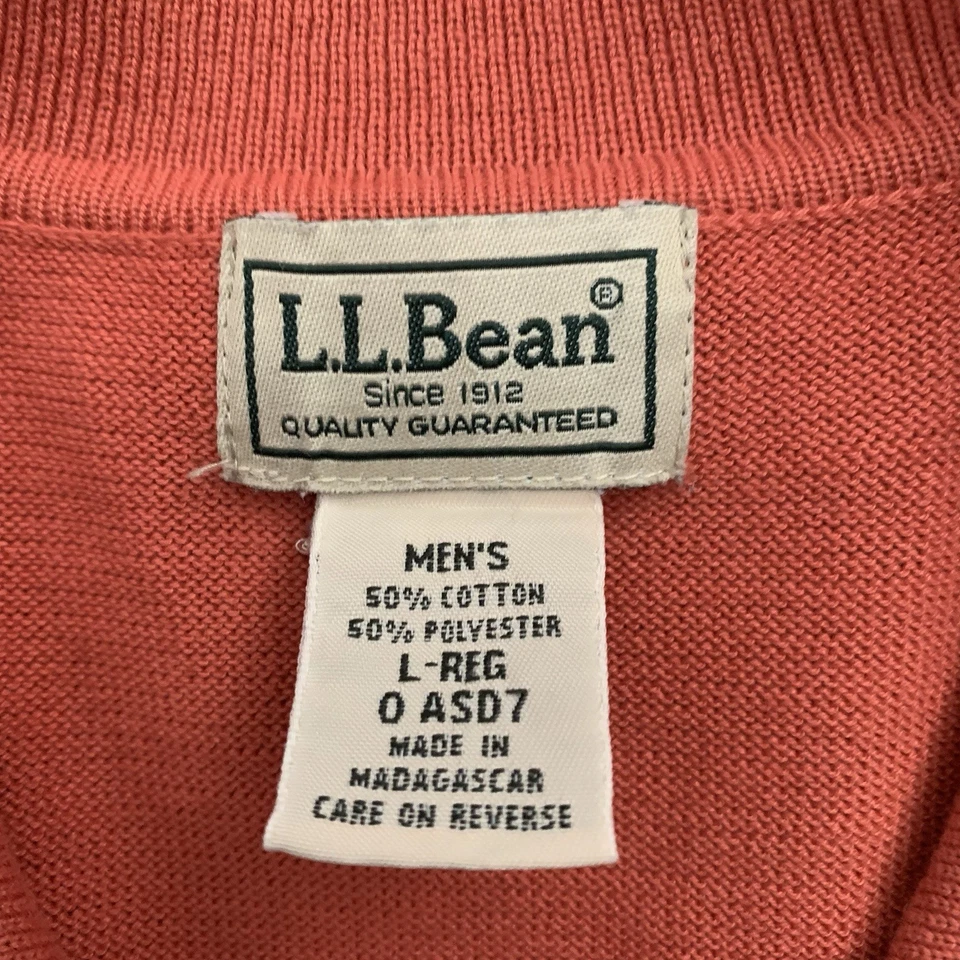 L.L.Bean®
Since 1912
QUALITY GUARANTEED
MEN'S
50% COTTON
50% POLYESTER
L-REG
0 ASD7
MADE IN
MADAGASCAR
CARE ON REVERSE